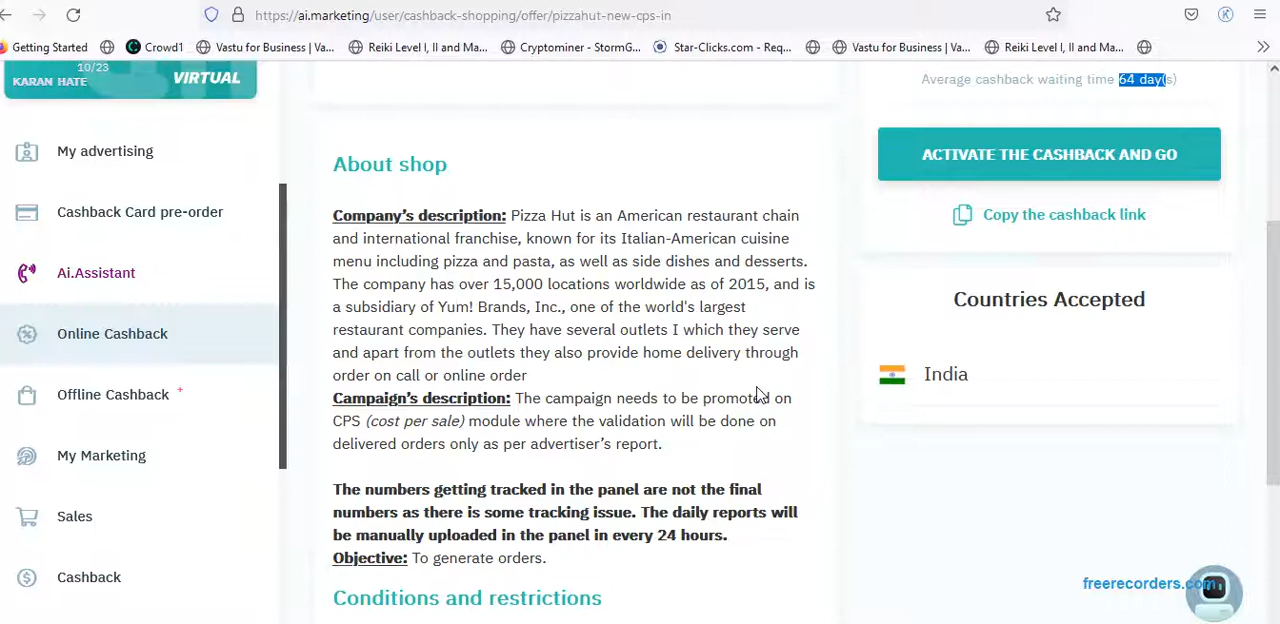 https://ai.marketing/user/cashback-shopping/offer/pizzahut-new-cps-in
Getting Started
Crowd1
Vastu for Business | Va...
Reiki Level I, II and Ma...
Cryptominer - StormG...
Star-Clicks.com - Req...
Vastu for Business | Va...
Reiki Level I, II and Ma...
10/23
KARAN HATE
VIRTUAL
My advertising
Cashback Card pre-order
Ai.Assistant
Online Cashback
Offline Cashback +
My Marketing
Sales
Cashback
About shop
Company’s description: Pizza Hut is an American restaurant chain
and international franchise, known for its Italian-American cuisine
menu including pizza and pasta, as well as side dishes and desserts.
The company has over 15,000 locations worldwide as of 2015, and is
a subsidiary of Yum! Brands, Inc., one of the world's largest
restaurant companies. They have several outlets I which they serve
and apart from the outlets they also provide home delivery through
order on call or online order
Campaign’s description: The campaign needs to be promoted on
CPS (cost per sale) module where the validation will be done on
delivered orders only as per advertiser’s report.
The numbers getting tracked in the panel are not the final
numbers as there is some tracking issue. The daily reports will
be manually uploaded in the panel in every 24 hours.
Objective: To generate orders.
Conditions and restrictions
Average cashback waiting time 64 day(s)
ACTIVATE THE CASHBACK AND GO
Copy the cashback link
Countries Accepted
India
freerecorders.com